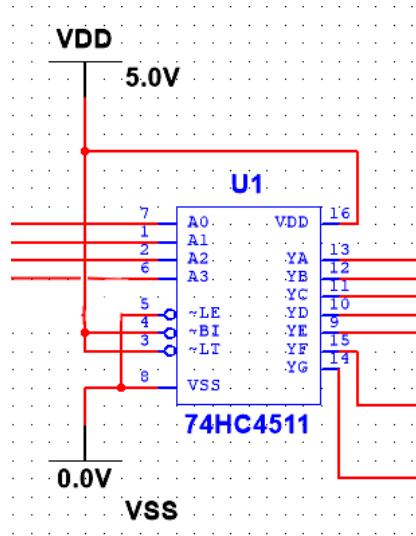 VDD
5.0V
U1
7 A0 VDD 16
1 A1
2 A2 YA 13
6 A3 YB 12
YC 11
5 ~LE YD 10
4 ~BI YE 9
3 ~LT YF 15
YG 14
8 VSS
74HC4511
0.0V
VSS